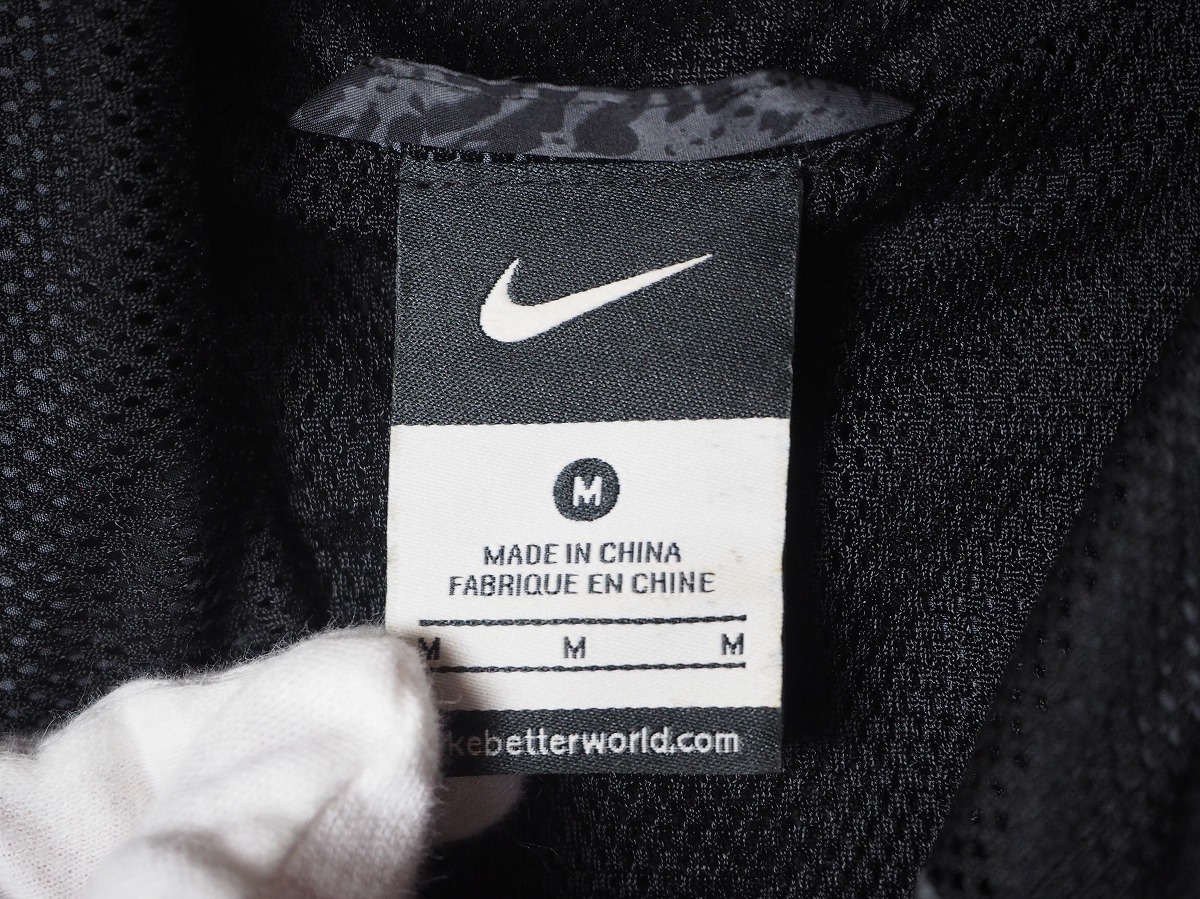 M
MADE IN CHINA
FABRIQUE EN CHINE
M M M
kebetterworld.com